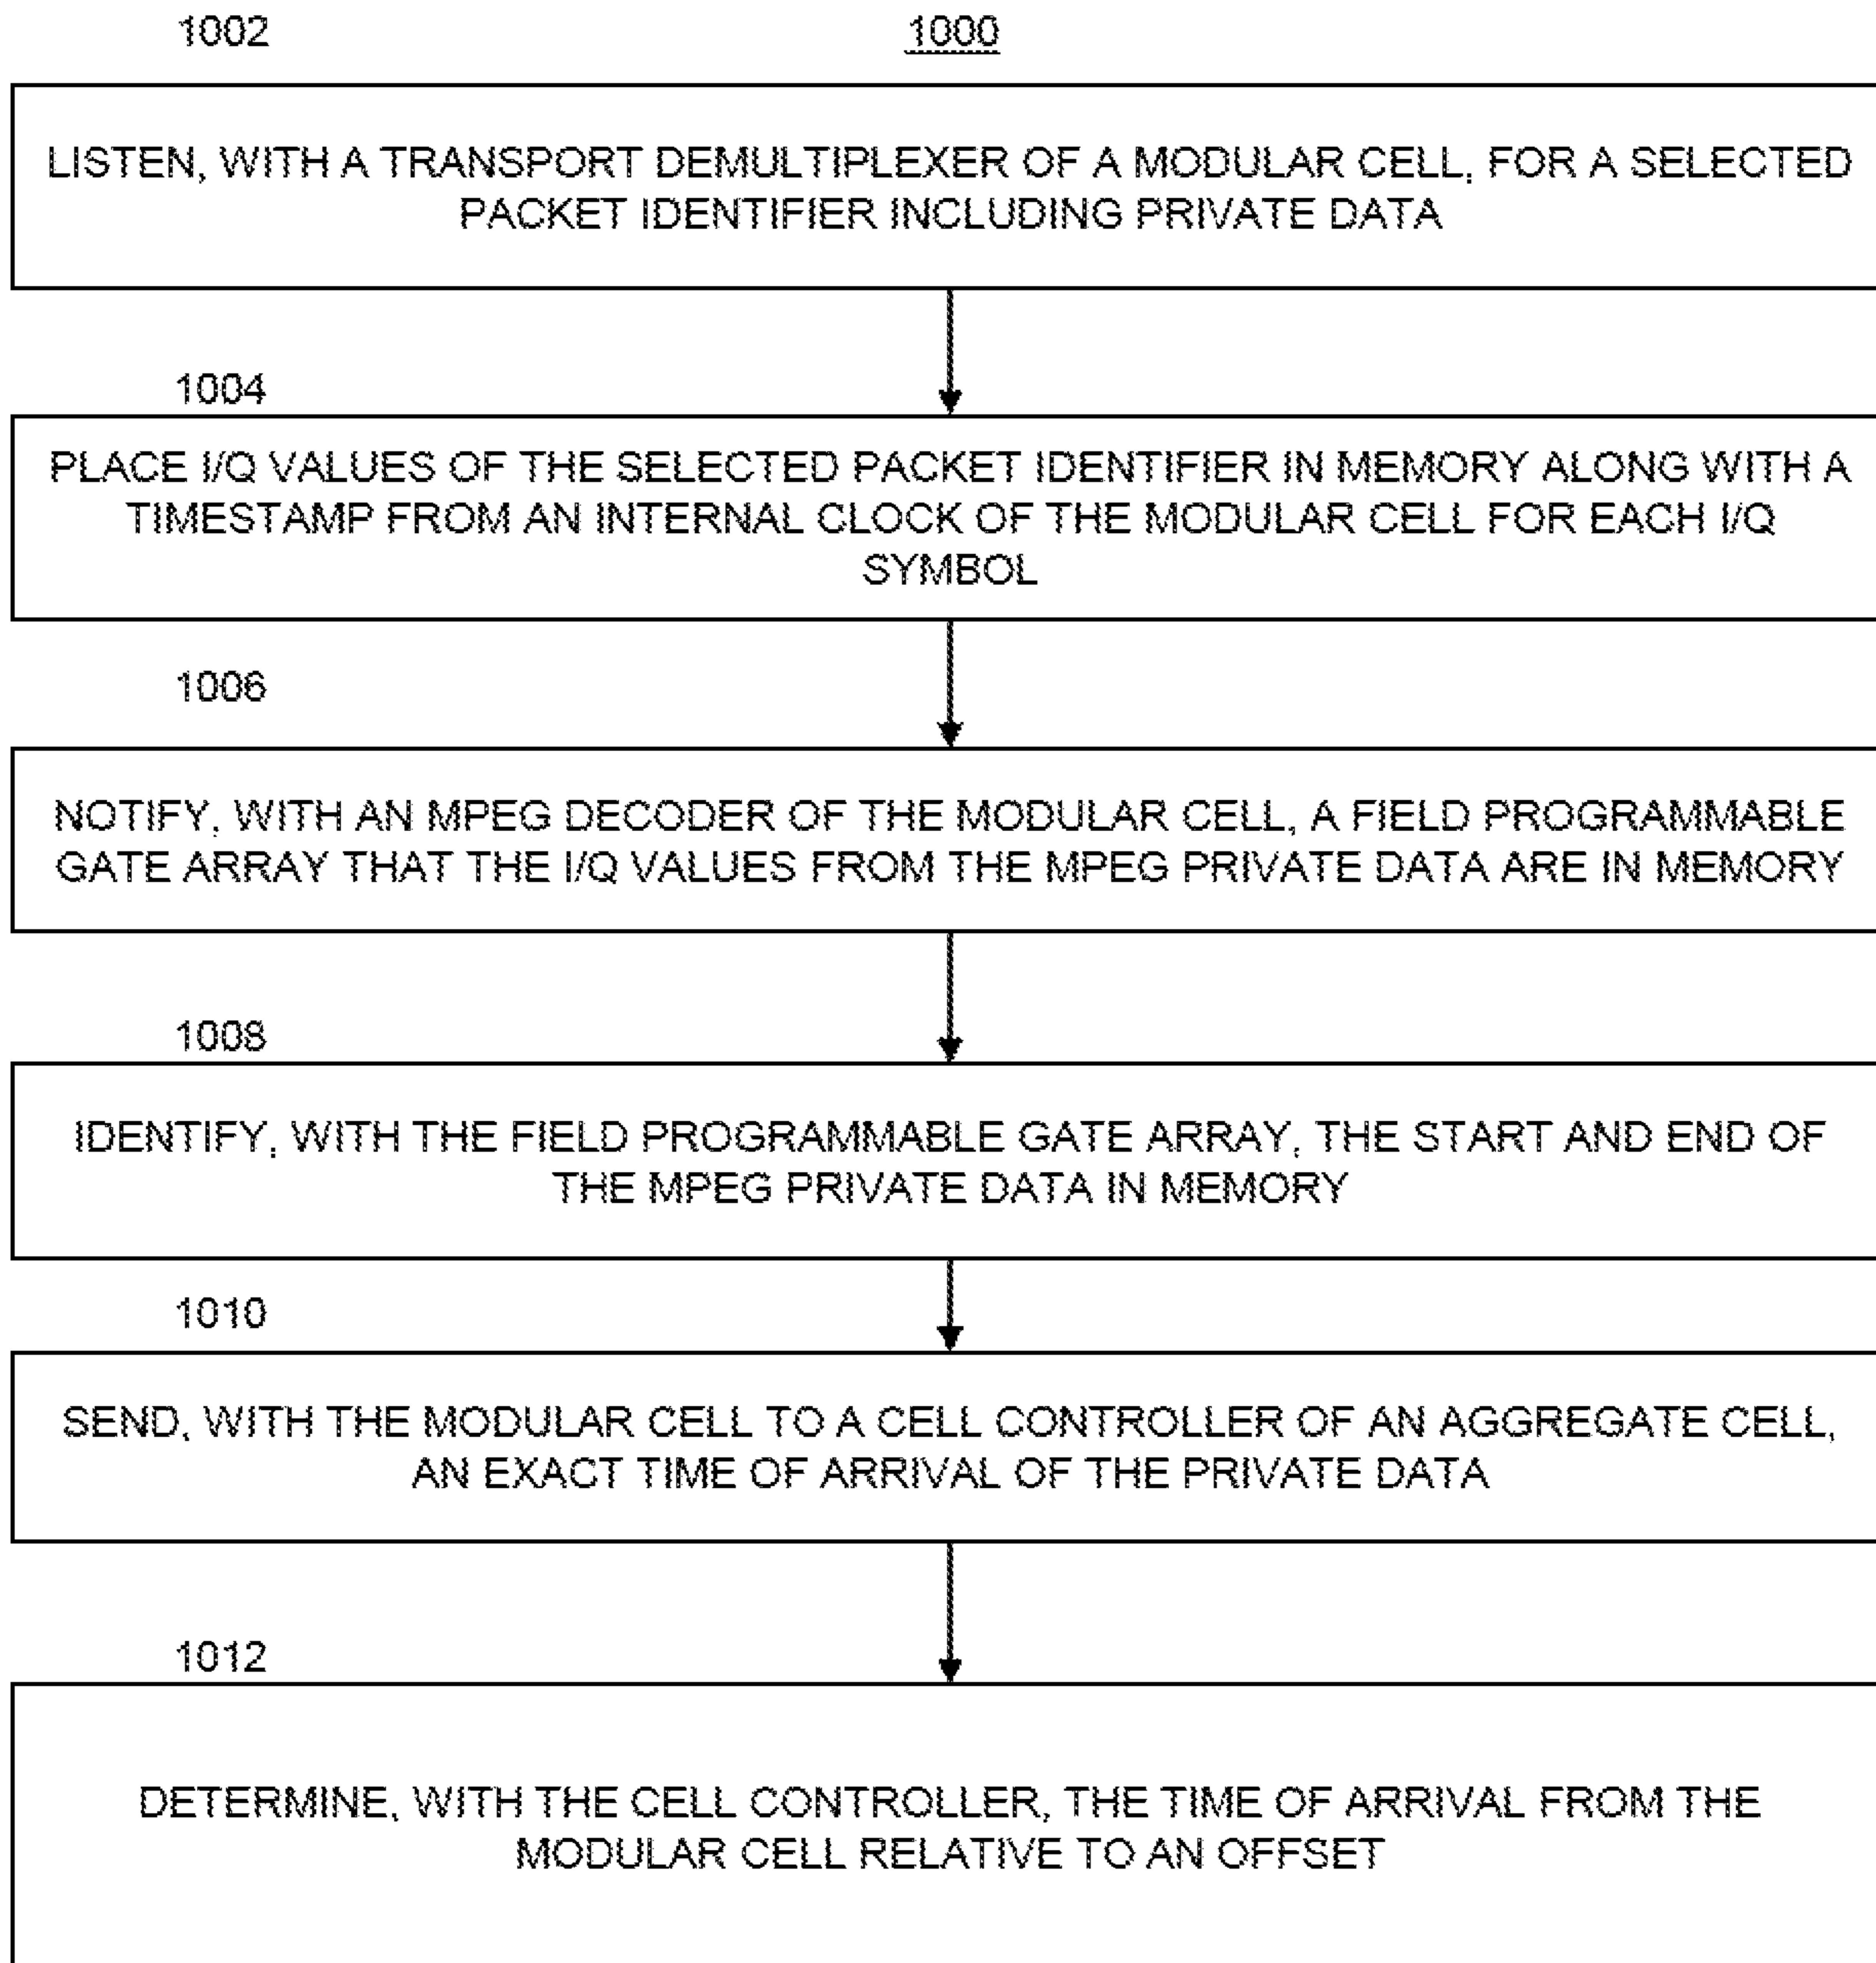 1002
1000
LISTEN, WITH A TRANSPORT DEMULTIPLEXER OF A MODULAR CELL, FOR A SELECTED
PACKET IDENTIFIER INCLUDING PRIVATE DATA
1004
PLACE I/Q VALUES OF THE SELECTED PACKET IDENTIFIER IN MEMORY ALONG WITH A
TIMESTAMP FROM AN INTERNAL CLOCK OF THE MODULAR CELL FOR EACH I/Q
SYMBOL
1006
NOTIFY, WITH AN MPEG DECODER OF THE MODULAR CELL, A FIELD PROGRAMMABLE
GATE ARRAY THAT THE I/Q VALUES FROM THE MPEG PRIVATE DATA ARE IN MEMORY
1008
IDENTIFY, WITH THE FIELD PROGRAMMABLE GATE ARRAY, THE START AND END OF
THE MPEG PRIVATE DATA IN MEMORY
1010
SEND, WITH THE MODULAR CELL TO A CELL CONTROLLER OF AN AGGREGATE CELL,
AN EXACT TIME OF ARRIVAL OF THE PRIVATE DATA
1012
DETERMINE, WITH THE CELL CONTROLLER, THE TIME OF ARRIVAL FROM THE
MODULAR CELL RELATIVE TO AN OFFSET